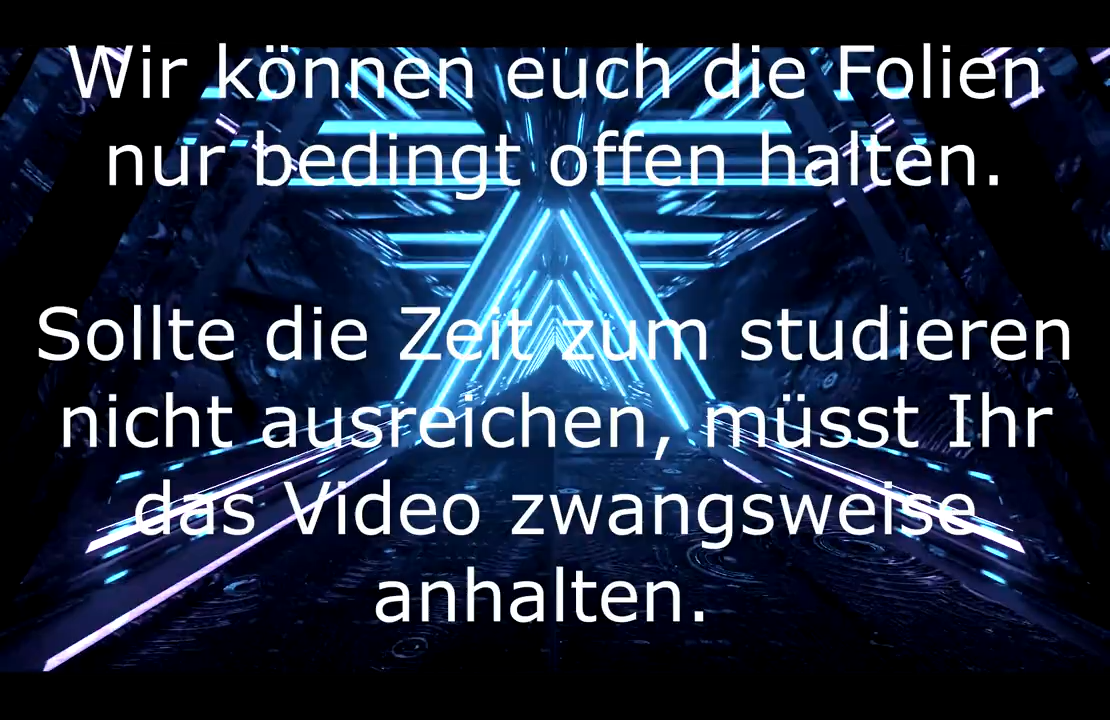 Wir können euch die Folien
nur bedingt offen halten.
Sollte die Zeit zum studieren
nicht ausreichen, müsst Ihr
das Video zwangsweise
anhalten.